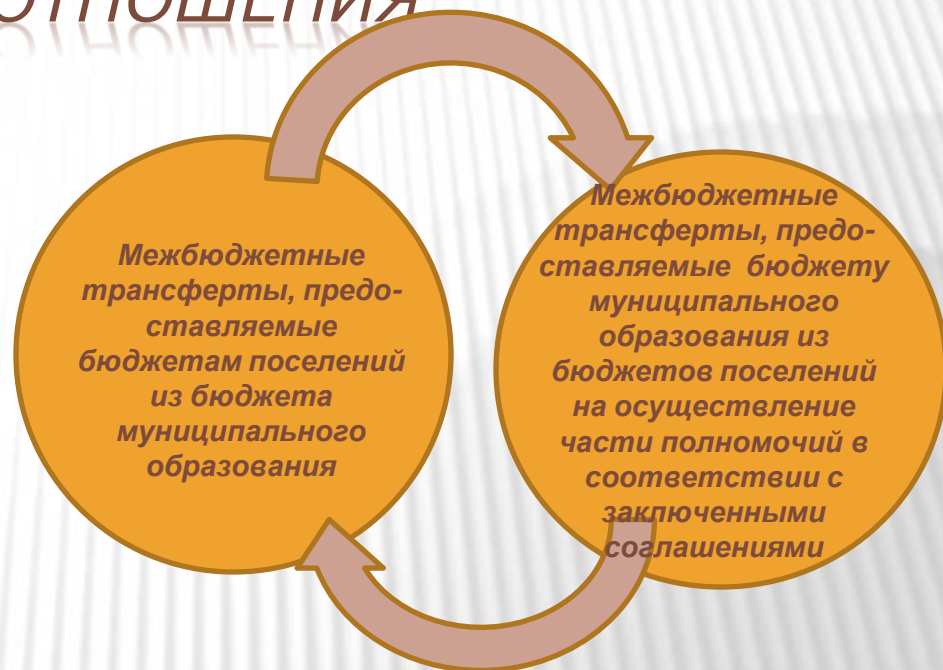 ОТНОШЕНИЯ
Межбюджетные
трансферты, предо-
ставляемые
бюджетам поселений
из бюджета
муниципального
образования
Межбюджетные
трансферты, предо-
ставляемые бюджету
муниципального
образования из
бюджетов поселений
на осуществление
части полномочий в
соответствии с
заключенными
соглашениями